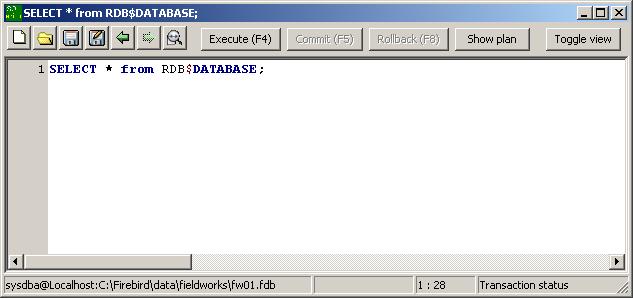 SELECT * from RDB$DATABASE;
Execute (F4) Commit (F5) Rollback (F8) Show plan Toggle view
1 SELECT * from RDB$DATABASE;
sysdba@Localhost:C:\Firebird\data\fieldworks\fw01.fdb 1 : 28 Transaction status